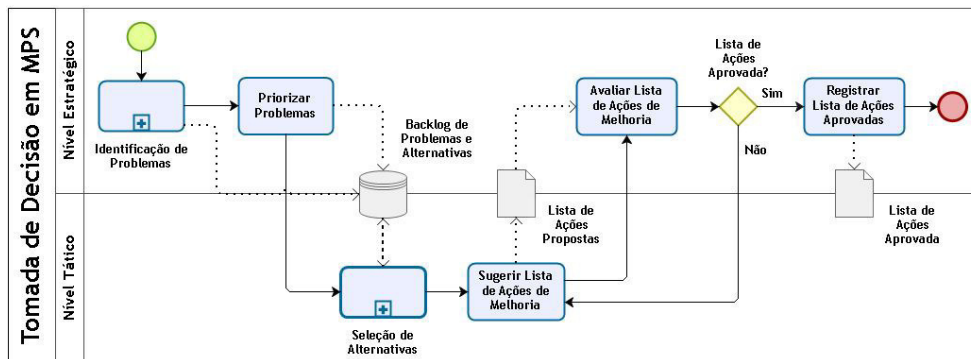 Tomada de Decisão em MPS
Nível Estratégico
Identificação de
Problemas
Priorizar
Problemas
Backlog de
Problemas e
Alternativas
Avaliar Lista
de Ações de
Melhoria
Lista de
Ações
Aprovada?
Sim
Não
Registrar
Lista de Ações
Aprovadas
Nível Tático
Seleção de
Alternativas
Lista de
Ações
Propostas
Sugerir Lista
de Ações de
Melhoria
Lista de
Ações
Aprovada